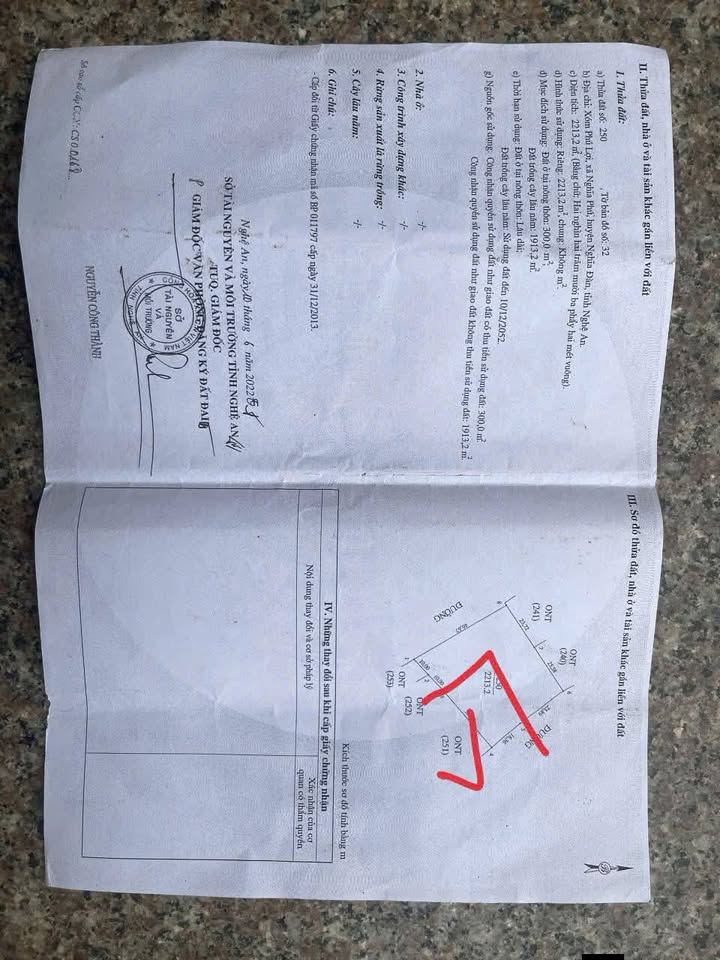 II. Thửa đất, nhà ở và tài sản khác gắn liền với đất
1. Thửa đất:
a) Thửa đất số: 250 , Tờ bản đồ số: 32
b) Địa chỉ: Xóm Phú Lợi, xã Nghĩa Phú, huyện Nghĩa Đàn, tỉnh Nghệ An.
c) Diện tích: 2213,2 m², (Bằng chữ: Hai nghìn hai trăm mười ba phẩy hai mét vuông).
d) Hình thức sử dụng: Riêng: 2213,2 m², chung: Không m².
đ) Mục đích sử dụng: Đất ở tại nông thôn: 300,0 m²;
Đất trồng cây lâu năm: 1913,2 m².
e) Thời hạn sử dụng: Đất ở tại nông thôn: Lâu dài;
Đất trồng cây lâu năm: Sử dụng đất đến 10/12/2052.
g) Nguồn gốc sử dụng: Công nhận quyền sử dụng đất như giao đất có thu tiền sử dụng đất: 300,0 m²
Công nhận quyền sử dụng đất như giao đất không thu tiền sử dụng đất: 1913,2 m².
2. Nhà ở: -/-
3. Công trình xây dựng khác: -/-
4. Rừng sản xuất là rừng trồng: -/-
5. Cây lâu năm: -/-
6. Ghi chú:
- Cấp đổi từ Giấy chứng nhận mã số BP 011797 cấp ngày 31/12/2013.
Nghệ An, ngày 10 tháng 6 năm 2022
SỞ TÀI NGUYÊN VÀ MÔI TRƯỜNG TỈNH NGHỆ AN
TUQ. GIÁM ĐỐC
GIÁM ĐỐC VĂN PHÒNG ĐĂNG KÝ ĐẤT ĐAI
SỞ
TÀI NGUYÊN
VÀ
MÔI TRƯỜNG
NGUYỄN CÔNG THÀNH
Số vào sổ cấp GCN:
III. Sơ đồ thửa đất, nhà ở và tài sản khác gắn liền với đất
ONT
(241)
ONT
(240)
ĐƯỜNG
250
2213.2
ĐƯỜNG
ONT
(253)
ONT
(252)
ONT
(251)
Kích thước sơ đồ tính bằng m
IV. Những thay đổi sau khi cấp giấy chứng nhận
Nội dung thay đổi và cơ sở pháp lý
Xác nhận của cơ
quan có thẩm quyền